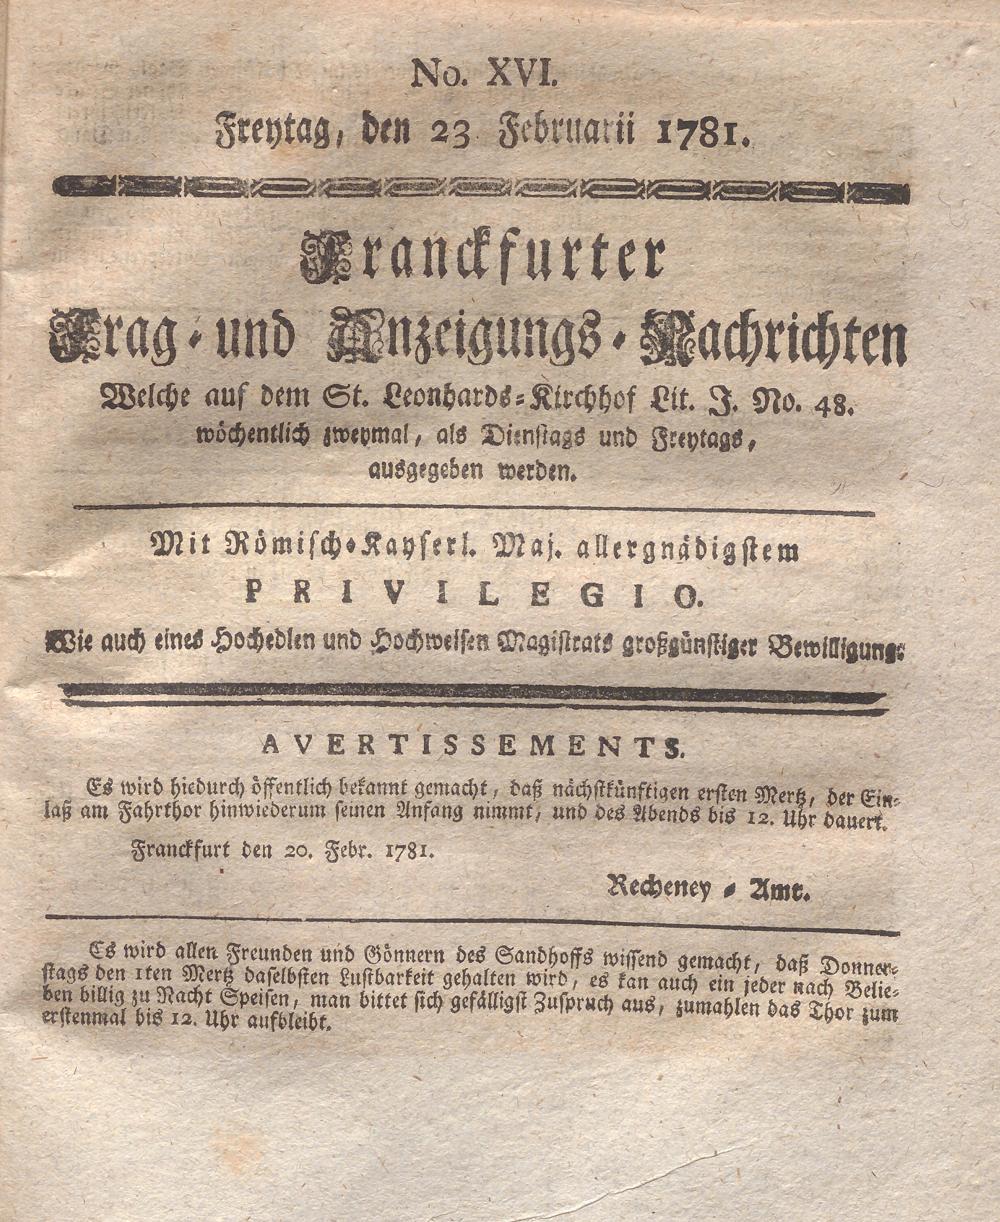 No. XVI.
Freytag, den 23 Februarii 1781.
Franckfurter
Frag- und Anzeigungs-Nachrichten
Welche auf dem St. Leonhards-Kirchhof Lit. J. No. 48.
wöchentlich zweymal, als Dienstags und Freytags,
ausgegeben werden.
Mit Römisch-Kayserl. Maj. allergnädigstem
PRIVILEGIO.
Wie auch eines Hochedlen und Hochweisen Magistrats großgünstiger Bewilligung.
AVERTISSEMENTS.
Es wird hiedurch öffentlich bekannt gemacht, daß nächstkünftigen ersten Mertz, der Ein-
laß am Fahrthor hinwiederum seinen Anfang nimmt, und des Abends bis 12. Uhr dauert.
Franckfurt den 20. Febr. 1781.
Recheney-Amt.
Es wird allen Freunden und Gönnern des Sandhoffs wissend gemacht, daß Donner-
stags den 1ten Mertz daselbsten Lustbarkeit gehalten wird, es kan auch ein jeder nach Belie-
ben billig zu Nacht Speisen, man bittet sich gefälligst Zuspruch aus, zumahlen das Thor zum
erstenmal bis 12. Uhr aufbleibt.